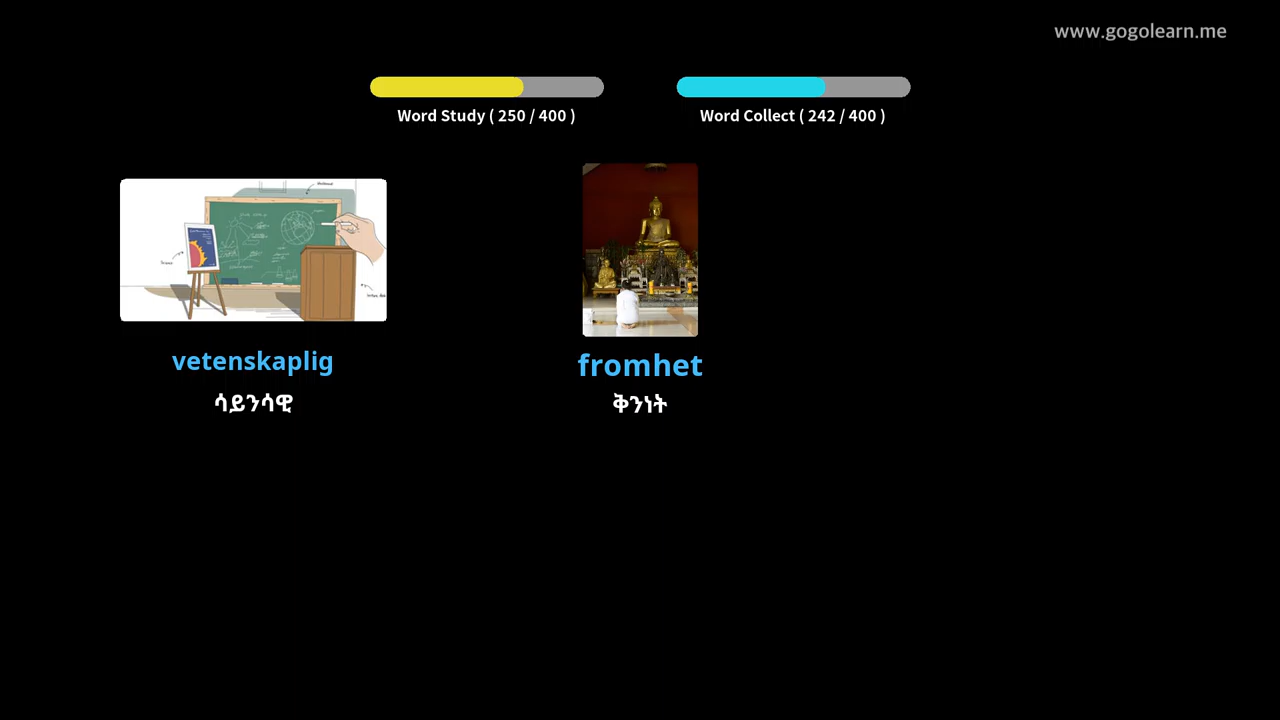 www.gogolearn.me
Word Study ( 250 / 400 )
Word Collect ( 242 / 400 )
vetenskaplig
ሳይንሳዊ
fromhet
ቅንነት